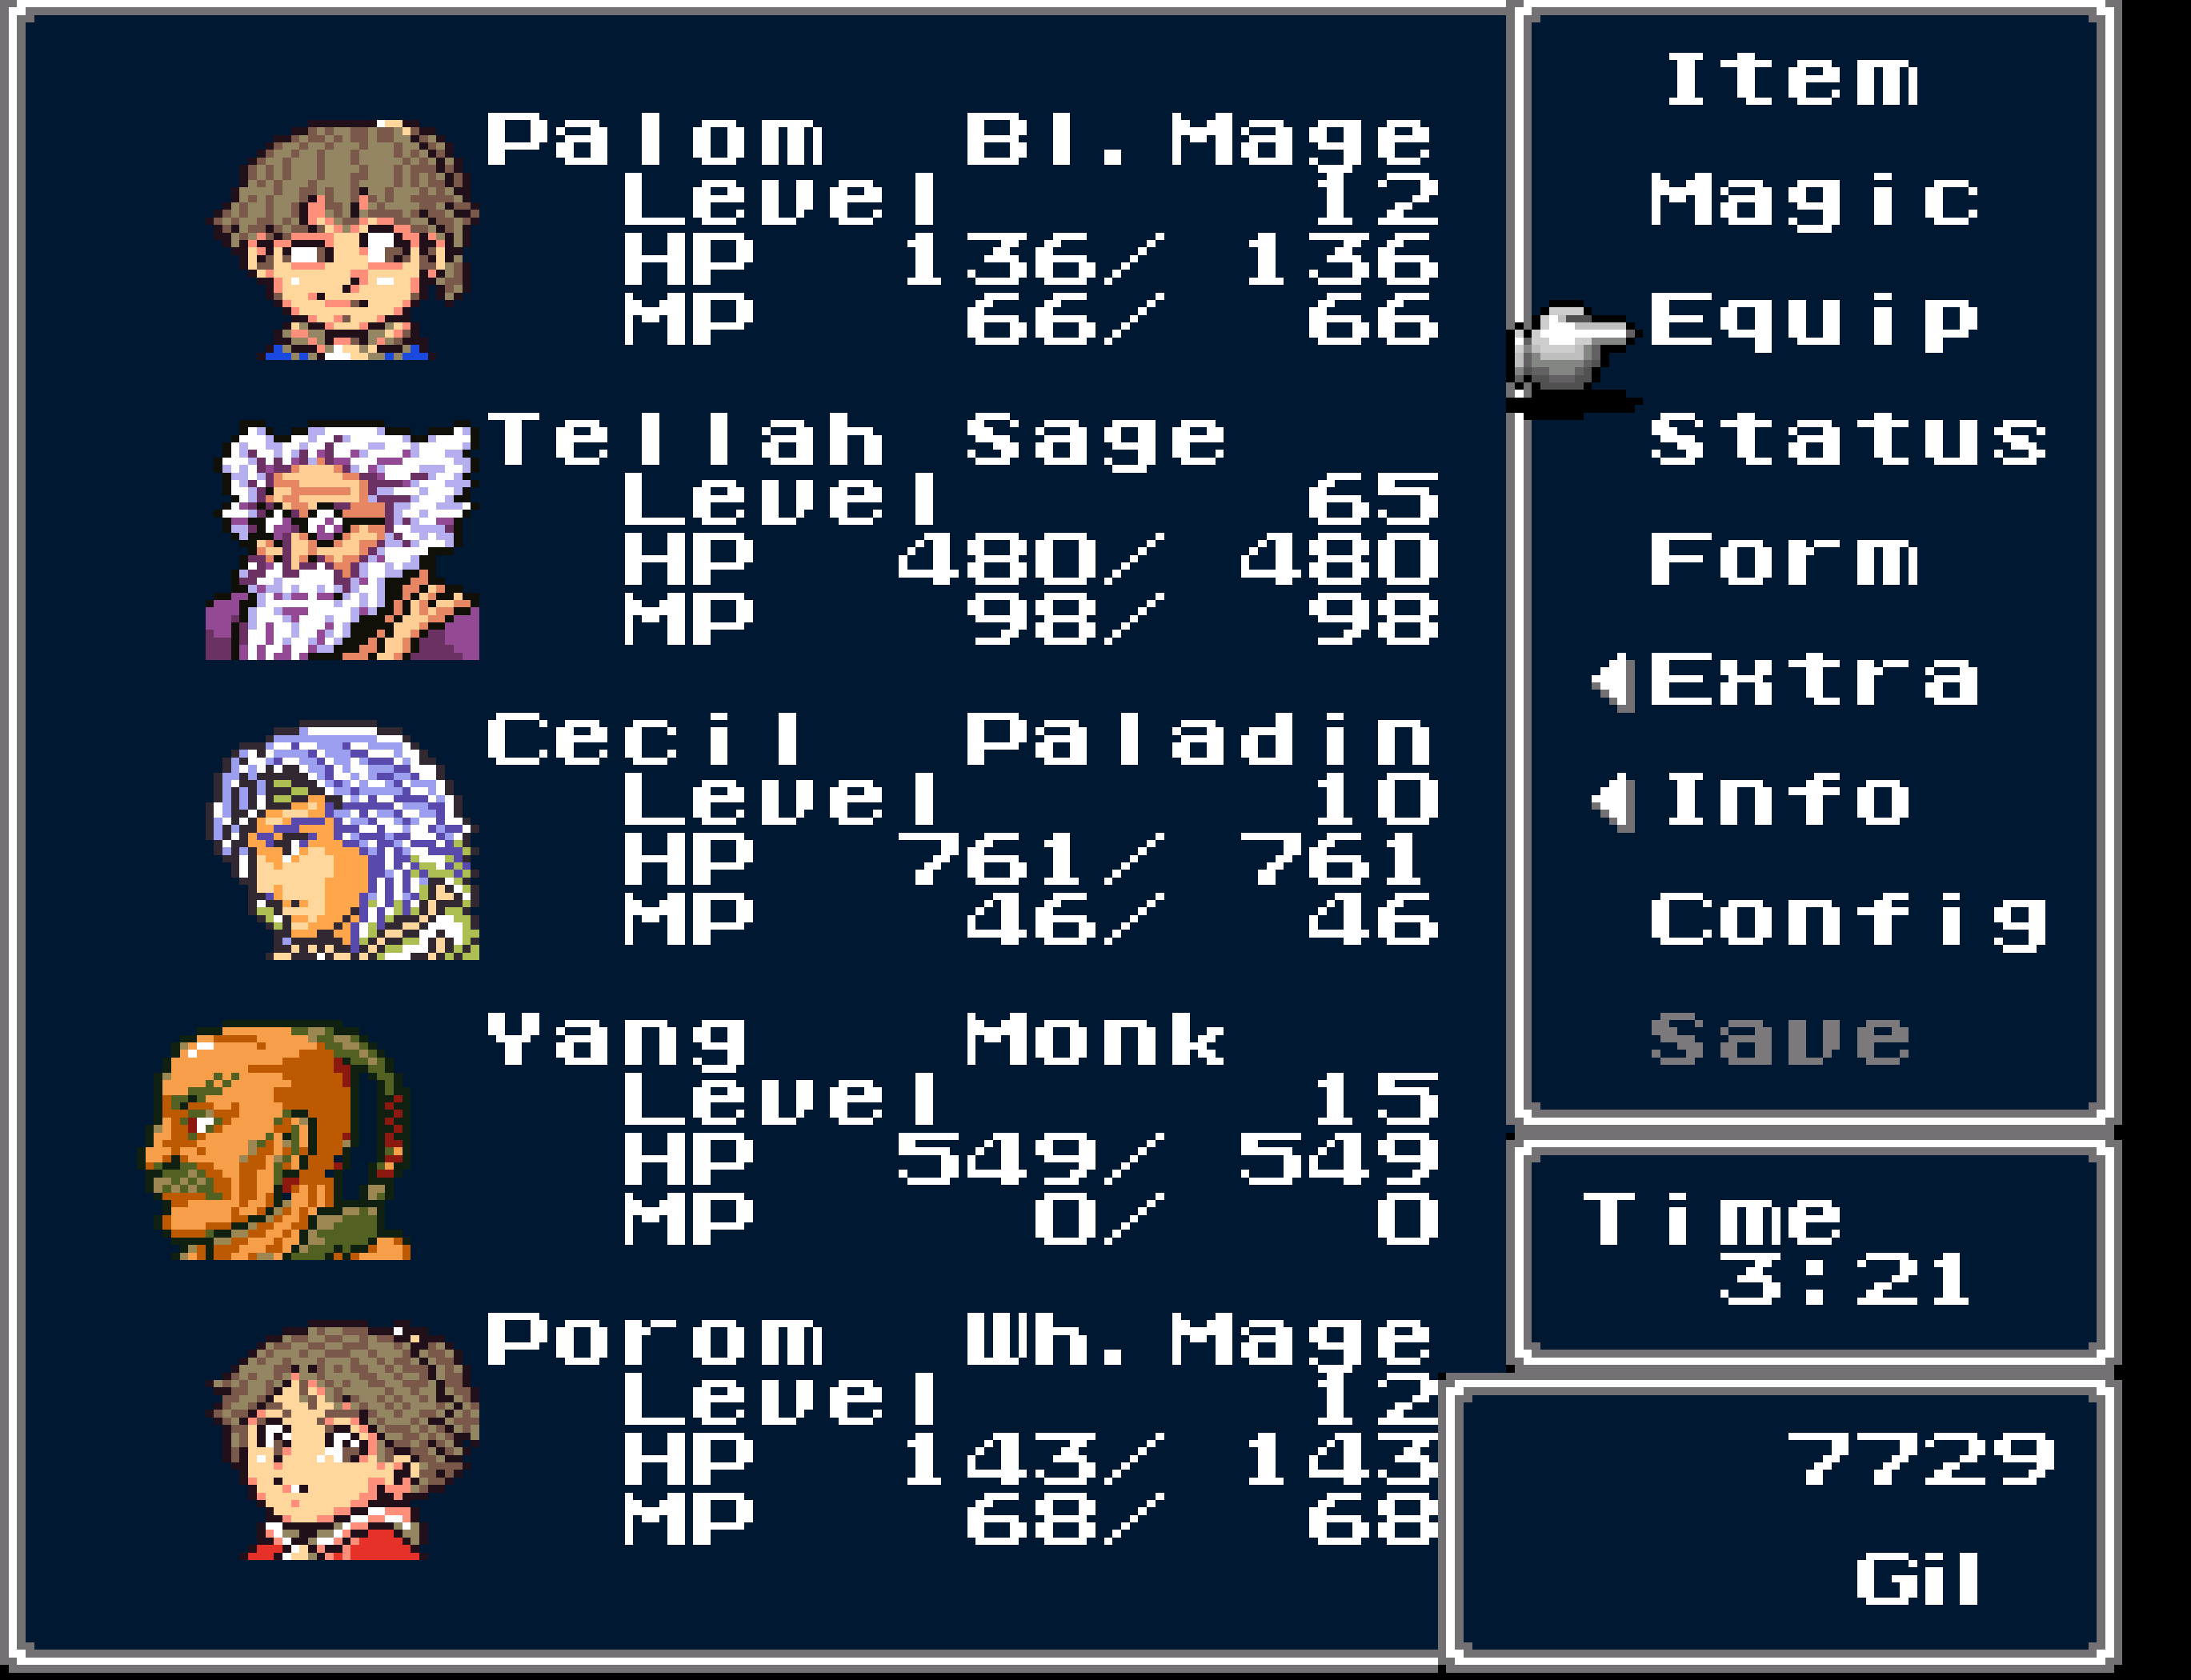 Palom Bl. Mage
Level 12
HP 136/ 136
MP 66/ 66
Tellah Sage
Level 65
HP 480/ 480
MP 98/ 98
Cecil Paladin
Level 10
HP 761/ 761
MP 46/ 46
Yang Monk
Level 15
HP 549/ 549
MP 0/ 0
Porom Wh. Mage
Level 12
HP 143/ 143
MP 68/ 68
Item
Magic
Equip
Status
Form
Extra
Info
Config
Save
Time
3:21
7729
Gil